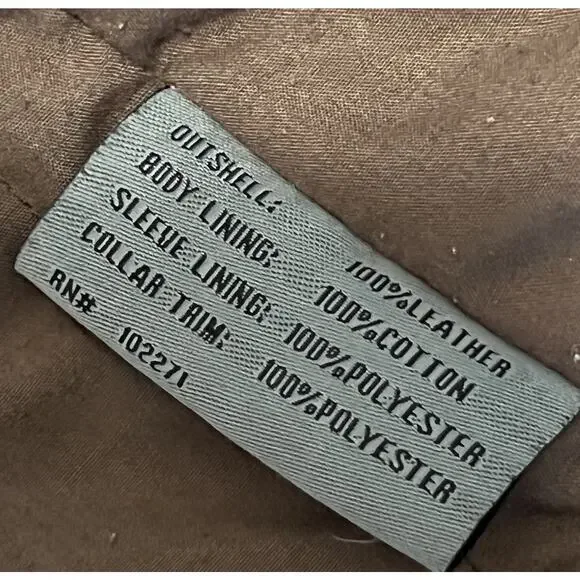 OUTSHELL: 100%LEATHER
BODY LINING: 100%COTTON
SLEEVE LINING: 100%POLYESTER
COLLAR TRIM: 100%POLYESTER
RN# 102271